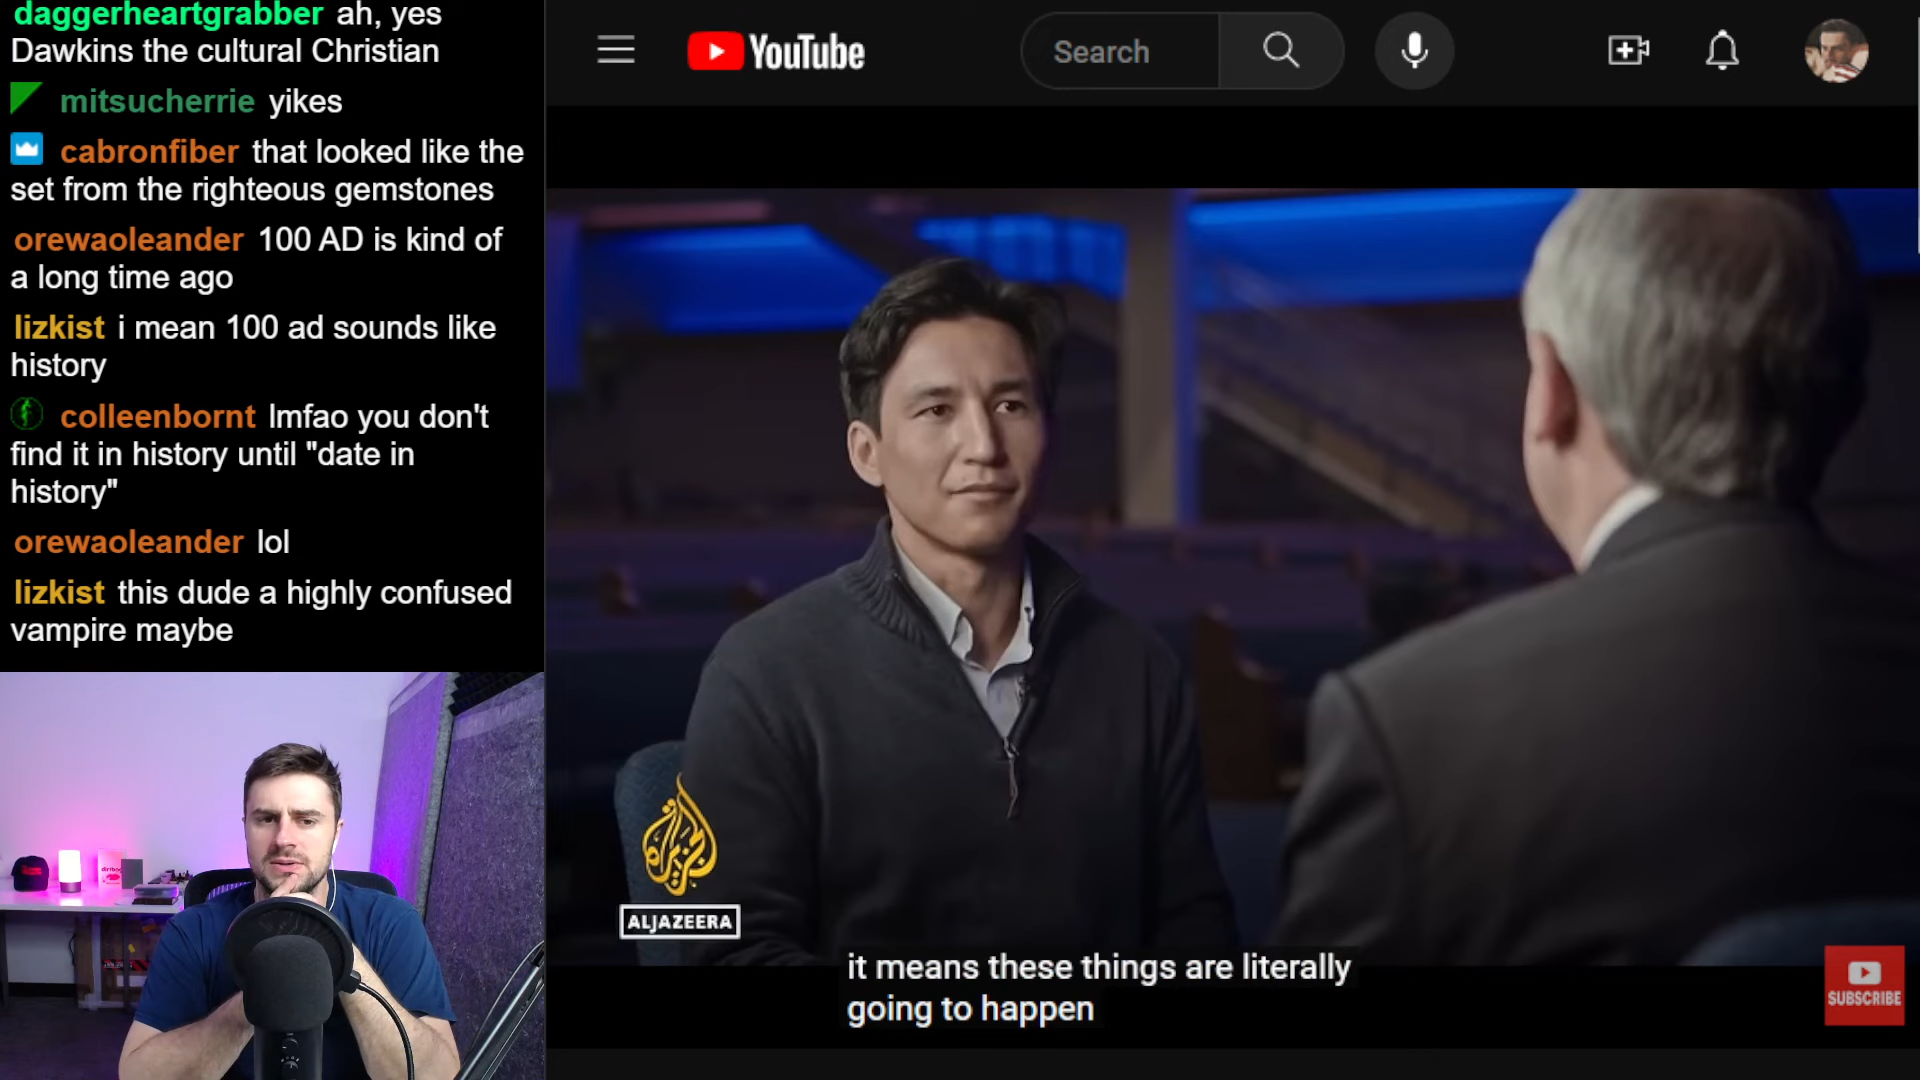 daggerheartgrabber ah, yes
Dawkins the cultural Christian
mitsucherrie yikes
cabronfiber that looked like the
set from the righteous gemstones
orewaoleander 100 AD is kind of
a long time ago
lizkist i mean 100 ad sounds like
history
colleenbornt lmfao you don't
find it in history until "date in
history"
orewaoleander lol
lizkist this dude a highly confused
vampire maybe
YouTube
Search
ALJAZEERA
it means these things are literally
going to happen
SUBSCRIBE